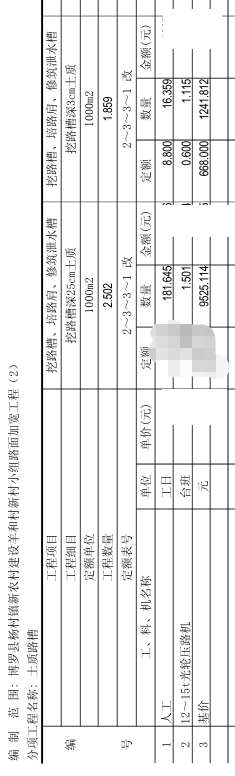 编 制 范 围：博罗县杨村镇新农村建设羊和村新村小组路面加宽工程（2）
分项工程名称：土质路槽
编 号 工程项目 挖路槽、培路肩、修筑泄水槽 挖路槽、培路肩、修筑泄水槽
工程细目 挖路槽深25cm土质 挖路槽深3cm土质
定额单位 1000m2 1000m2
工程数量 2.502 1.859
定额表号 2～3～3～1 改 2～3～3～1 改
工、料、机名称 单位 单价(元) 定额 数量 金额(元) 定额 数量 金额(元)
1 人工 工日 181.645 8.800 16.359
2 12～15t光轮压路机 台班 1.501 0.600 1.115
3 基价 元 9525.114 668.000 1241.812